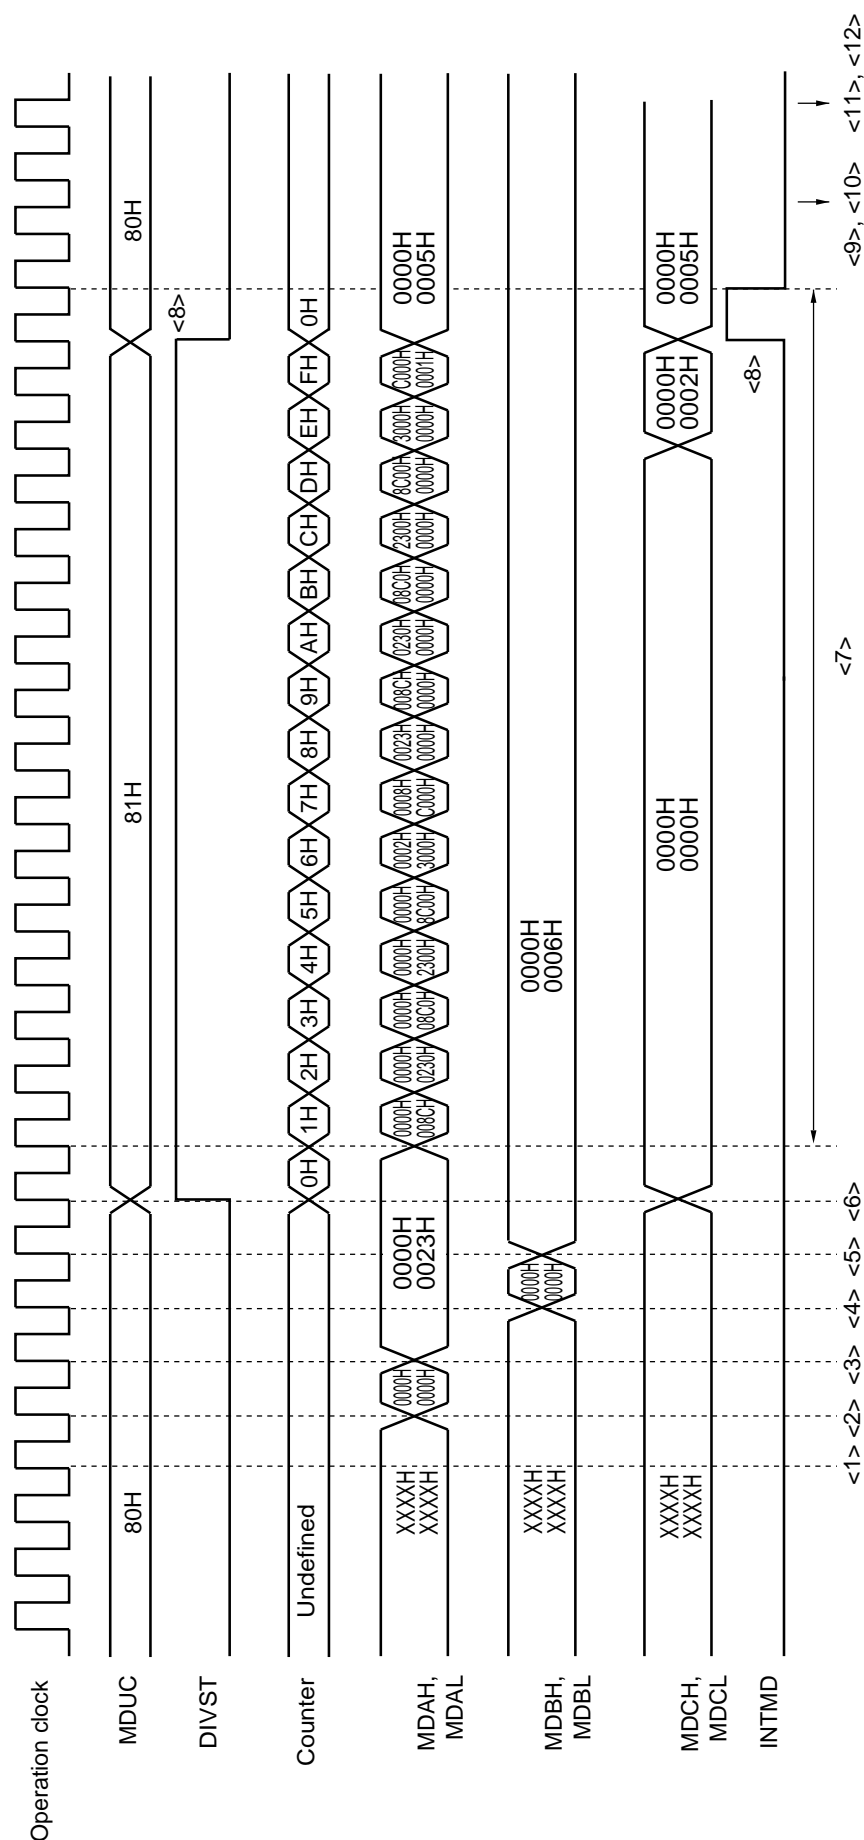 Operation clock
MDUC
80H
81H
80H
DIVST
<8>
Counter
Undefined
0H
1H
2H
3H
4H
5H
6H
7H
8H
9H
AH
BH
CH
DH
EH
FH
0H
MDAH,
MDAL
XXXXH
XXXXH
0000H
0000H
0000H
0023H
0000H
008CH
0000H
0230H
0000H
08C0H
0000H
2300H
0000H
8C00H
0002H
3000H
0008H
C000H
0023H
0000H
008CH
0000H
0230H
0000H
08C0H
0000H
2300H
0000H
8C00H
0000H
3000H
0000H
C000H
0001H
0000H
0005H
MDBH,
MDBL
XXXXH
XXXXH
0000H
0000H
0000H
0006H
MDCH,
MDCL
XXXXH
XXXXH
0000H
0000H
0000H
0002H
0000H
0005H
INTMD
<8>
<1>
<2>
<3>
<4>
<5>
<6>
<7>
<9>, <10>
<11>, <12>